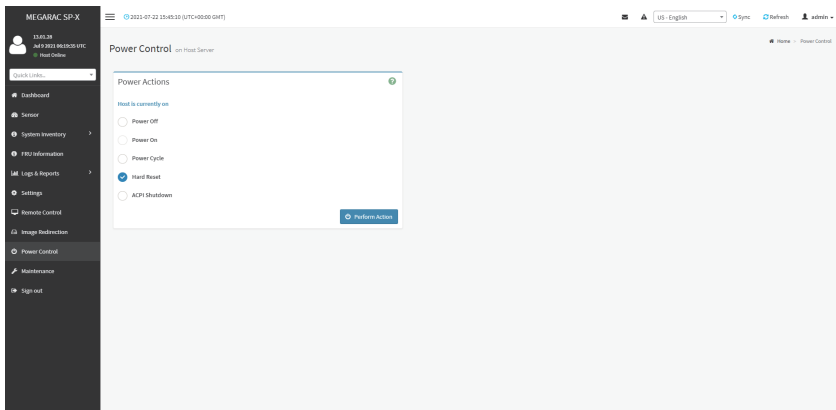 MEGARAC SP-X
2021-07-22 15:45:10 (UTC+00:00 GMT)
US - English
Sync
Refresh
admin
13.01.28
Jul 9 2021 06:19:35 UTC
Host Online
Quick Links...
Dashboard
Sensor
System Inventory
FRU Information
Logs & Reports
Settings
Remote Control
Image Redirection
Power Control
Maintenance
Sign out
Power Control on Host Server
Home > Power Control
Power Actions
Host is currently on
Power Off
Power On
Power Cycle
Hard Reset
ACPI Shutdown
Perform Action